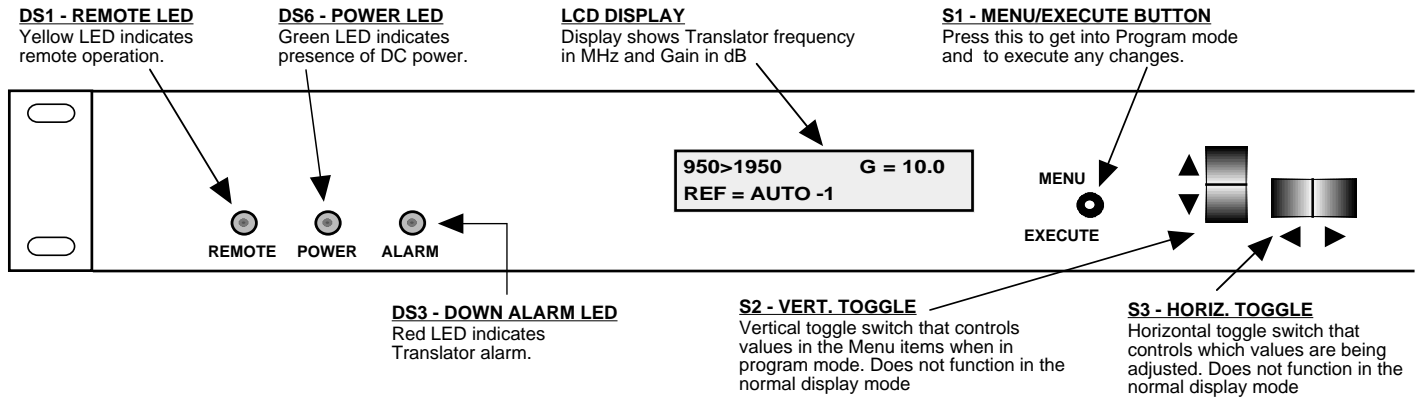 DS1 - REMOTE LED
Yellow LED indicates
remote operation.
DS6 - POWER LED
Green LED indicates
presence of DC power.
LCD DISPLAY
Display shows Translator frequency
in MHz and Gain in dB
S1 - MENU/EXECUTE BUTTON
Press this to get into Program mode
and to execute any changes.
950>1950 G = 10.0
REF = AUTO -1
MENU
EXECUTE
REMOTE POWER ALARM
DS3 - DOWN ALARM LED
Red LED indicates
Translator alarm.
S2 - VERT. TOGGLE
Vertical toggle switch that controls
values in the Menu items when in
program mode. Does not function in the
normal display mode
S3 - HORIZ. TOGGLE
Horizontal toggle switch that
controls which values are being
adjusted. Does not function in the
normal display mode